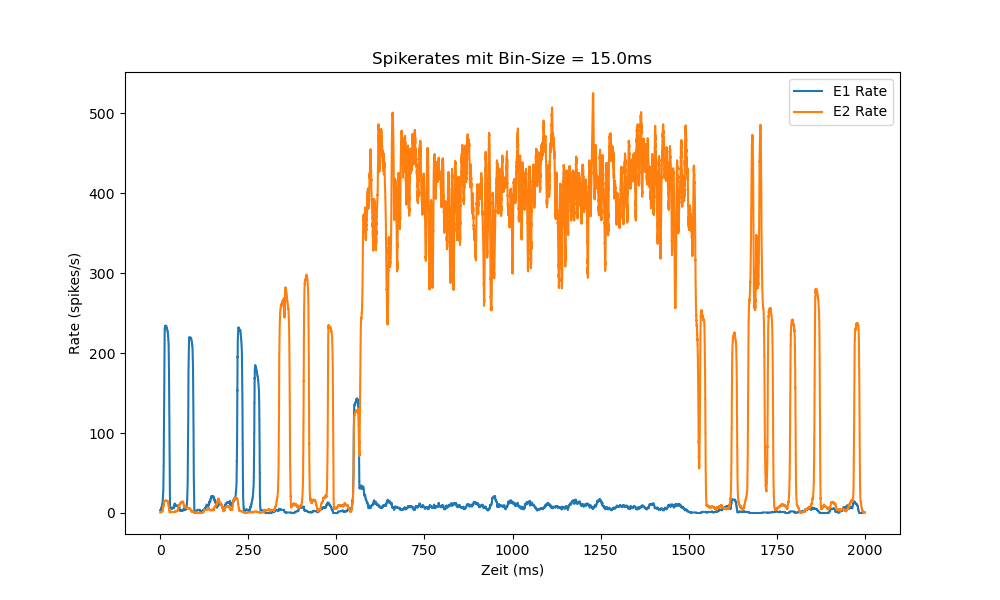 Spikerates mit Bin-Size = 15.0ms
E1 Rate
E2 Rate
Rate (spikes/s)
500
400
300
200
100
0
0 250 500 750 1000 1250 1500 1750 2000
Zeit (ms)